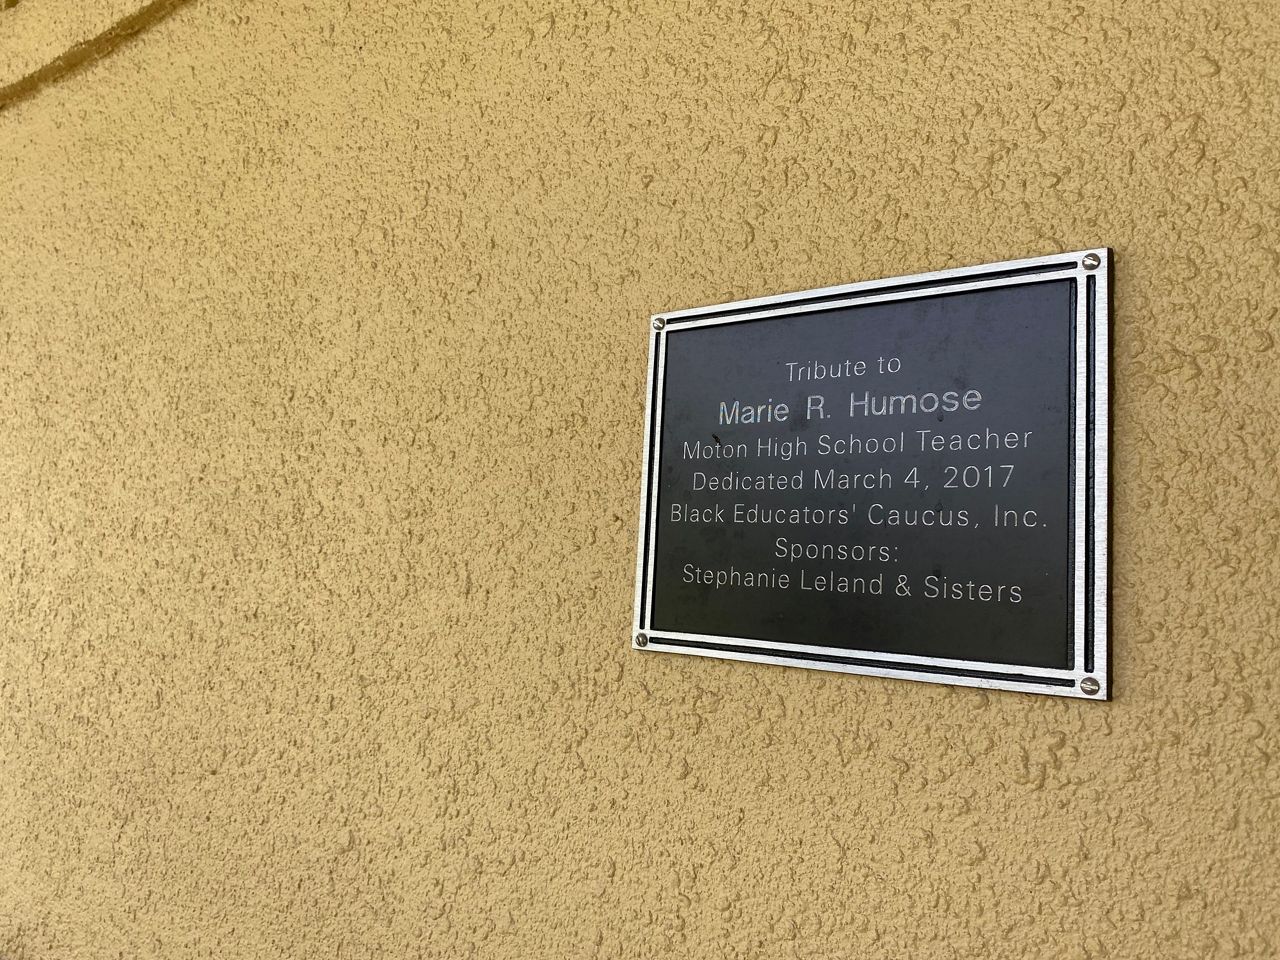 Tribute to
Marie R. Humose
Moton High School Teacher
Dedicated March 4, 2017
Black Educators' Caucus, Inc.
Sponsors:
Stephanie Leland & Sisters